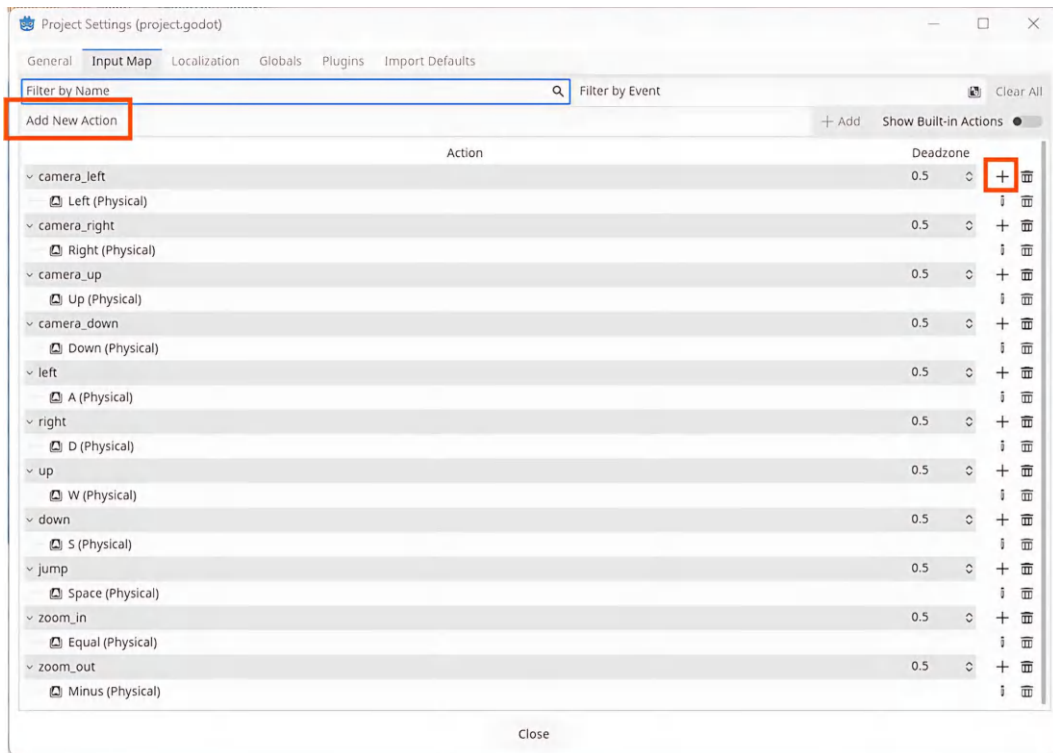 Project Settings (project.godot)
General Input Map Localization Globals Plugins Import Defaults
Filter by Name Filter by Event Clear All
Add New Action + Add Show Built-in Actions
Action Deadzone
camera_left 0.5
Left (Physical)
camera_right 0.5
Right (Physical)
camera_up 0.5
Up (Physical)
camera_down 0.5
Down (Physical)
left 0.5
A (Physical)
right 0.5
D (Physical)
up 0.5
W (Physical)
down 0.5
S (Physical)
jump 0.5
Space (Physical)
zoom_in 0.5
Equal (Physical)
zoom_out 0.5
Minus (Physical)
Close